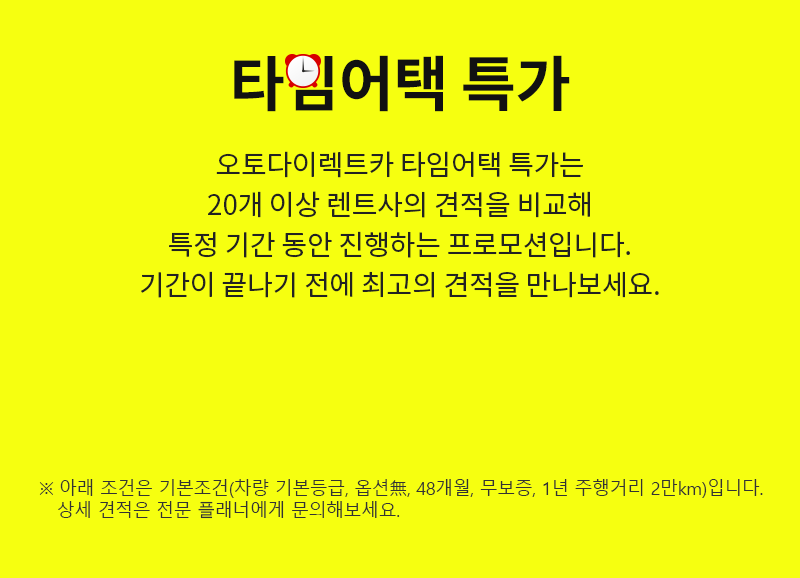 타임어택 특가
오토다이렉트카 타임어택 특가는
20개 이상 렌트사의 견적을 비교해
특정 기간 동안 진행하는 프로모션입니다.
기간이 끝나기 전에 최고의 견적을 만나보세요.
※ 아래 조건은 기본조건(차량 기본등급, 옵션無, 48개월, 무보증, 1년 주행거리 2만km)입니다.
상세 견적은 전문 플래너에게 문의해보세요.